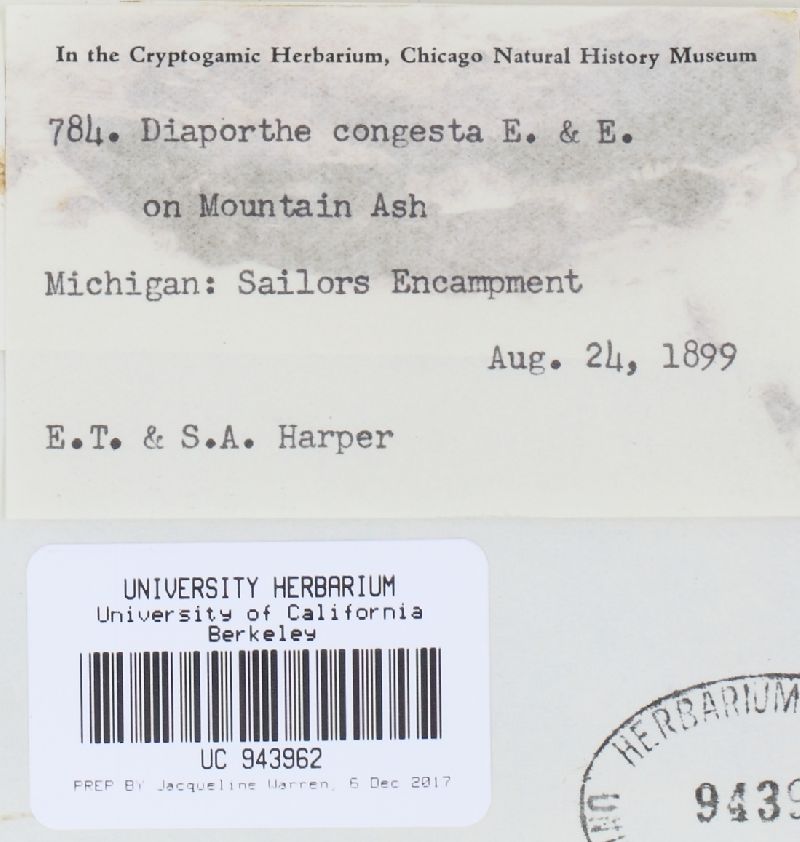 In the Cryptogamic Herbarium, Chicago Natural History Museum
784. Diaporthe congesta E. & E.
on Mountain Ash
Michigan: Sailors Encampment
Aug. 24, 1899
E.T. & S.A. Harper
UNIVERSITY HERBARIUM
University of California
Berkeley
UC 943962
PREP BY Jacqueline Warren, 6 Dec 2017
HERBARIUM